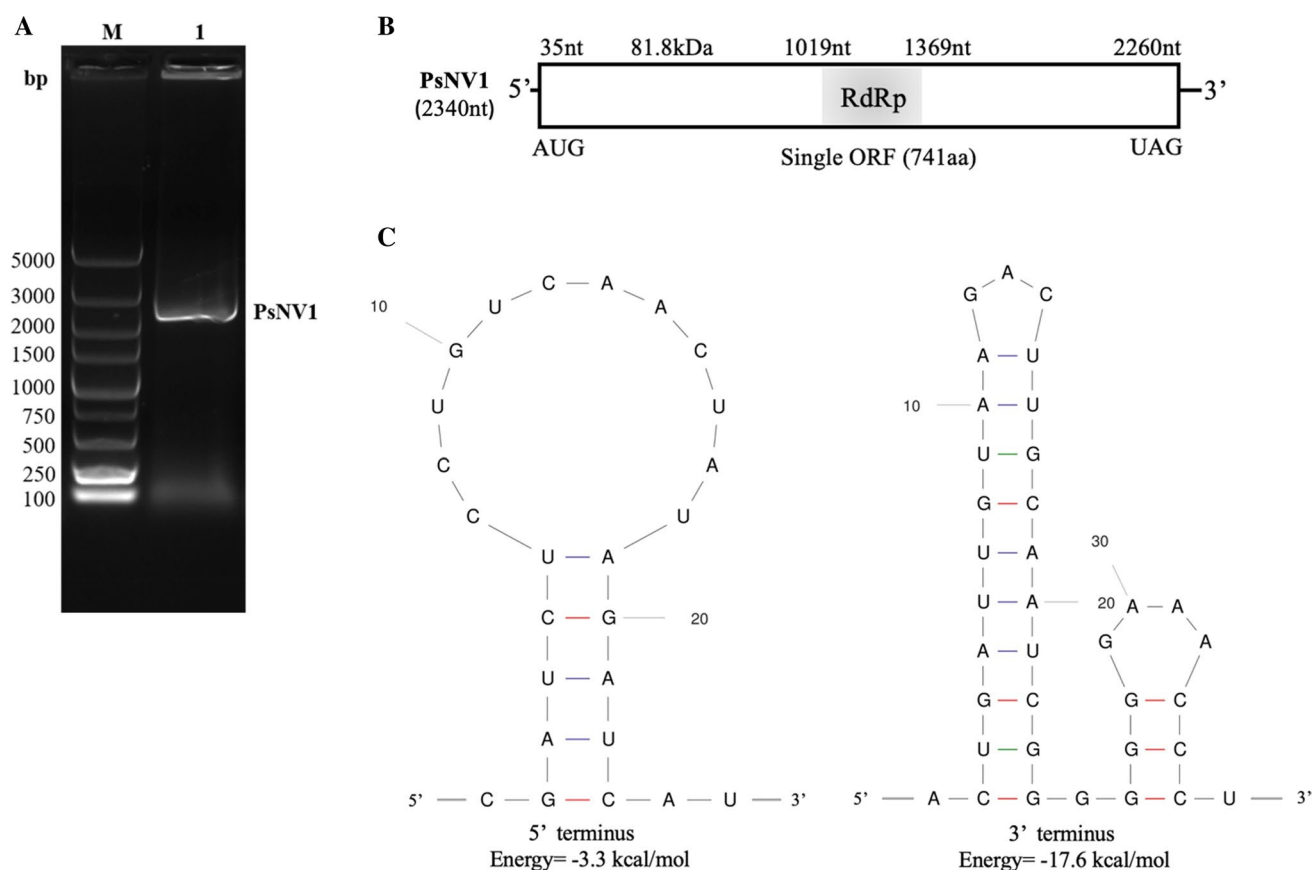 A
M 1
bp
5000
3000
2000
1500
1000
750
500
250
100
PsNV1
B
35nt 81.8kDa 1019nt 1369nt 2260nt
PsNV1
(2340nt)
5’ RdRp 3’
AUG UAG
Single ORF (741aa)
C
C A
U A
10
G C
U U
C A
C U
U A
C G 20
U A
A U
5’ C G C A U 3’
5’ terminus
Energy= -3.3 kcal/mol
A
G C
A U
10 A U
U G
G C
U A
30
U A 20
A A
A U
G A
G C
G C
U G
G C
5’ A C G G G C U 3’
3’ terminus
Energy= -17.6 kcal/mol